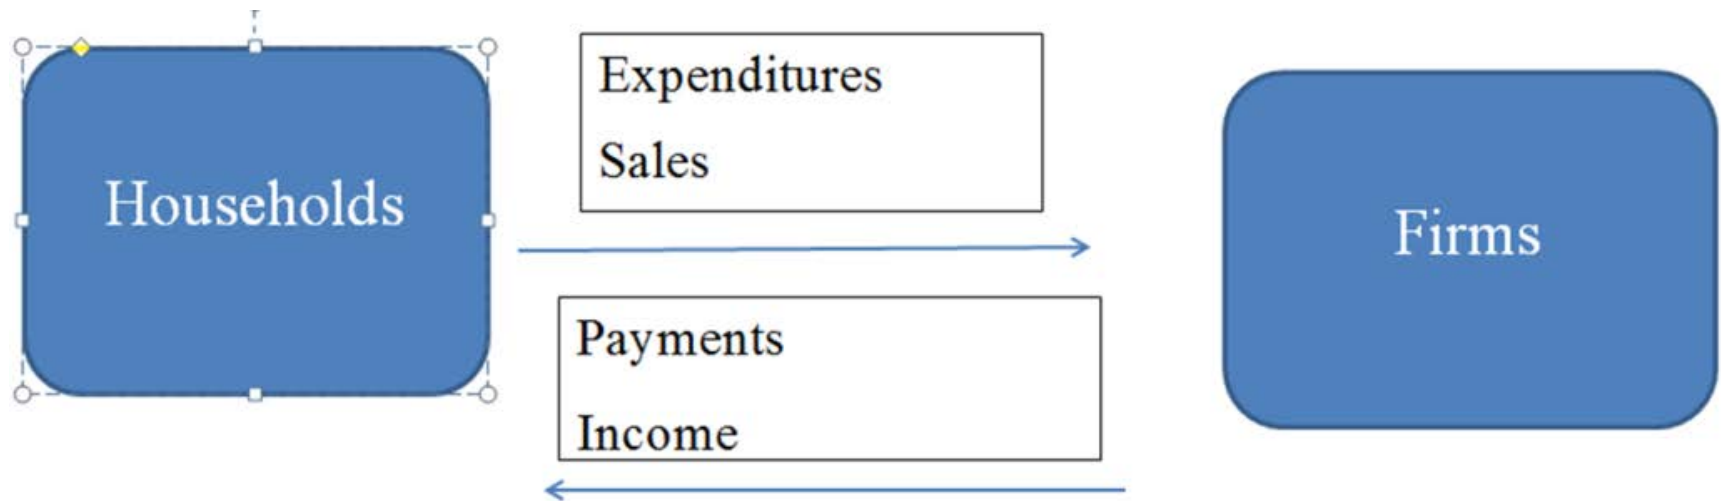 Households
Expenditures
Sales
Payments
Income
Firms